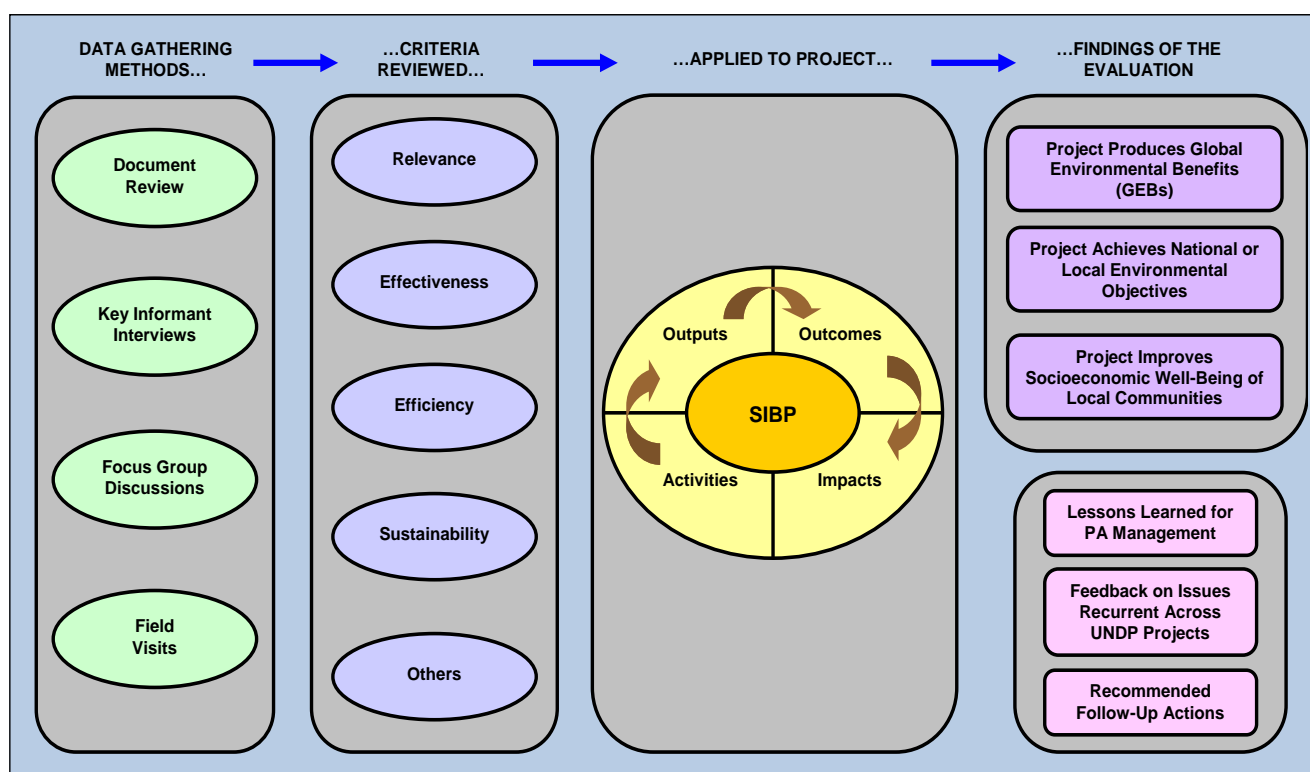 DATA GATHERING
METHODS…
…CRITERIA
REVIEWED…
…APPLIED TO PROJECT…
…FINDINGS OF THE
EVALUATION
Document
Review
Key Informant
Interviews
Focus Group
Discussions
Field
Visits
Relevance
Effectiveness
Efficiency
Sustainability
Others
Outputs
Outcomes
SIBP
Activities
Impacts
Project Produces Global
Environmental Benefits
(GEBs)
Project Achieves National or
Local Environmental
Objectives
Project Improves
Socioeconomic Well-Being of
Local Communities
Lessons Learned for
PA Management
Feedback on Issues
Recurrent Across
UNDP Projects
Recommended
Follow-Up Actions